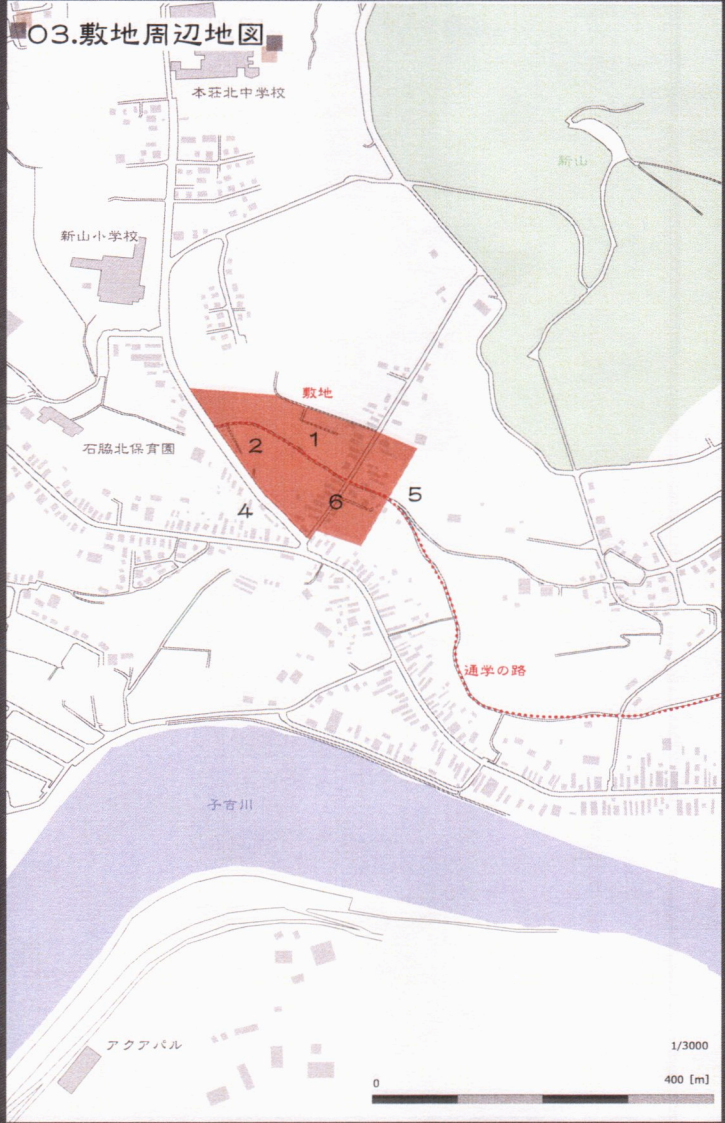 03.敷地周辺地図
本荘北中学校
新山
新山小学校
敷地
石脇北保育園
1
2
5
6
4
通学の路
子吉川
アクアパル
1/3000
0
400 [m]